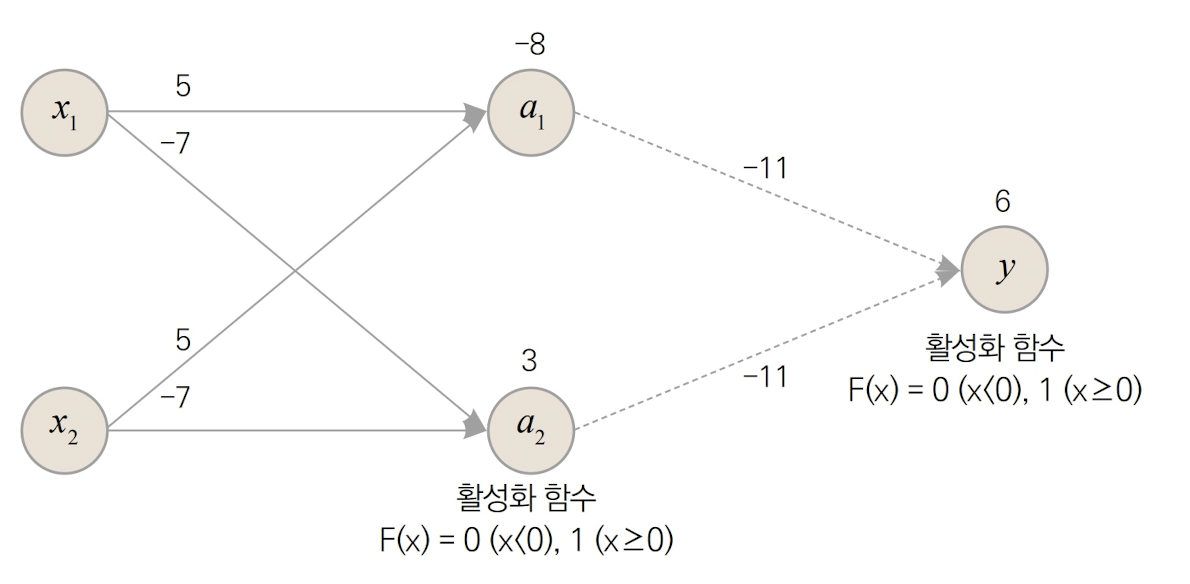 -8
5
x1
a1
-7
-11
6
y
5
3
활성화 함수
-7
-11
F(x) = 0 (x<0), 1 (x≥0)
x2
a2
활성화 함수
F(x) = 0 (x<0), 1 (x≥0)